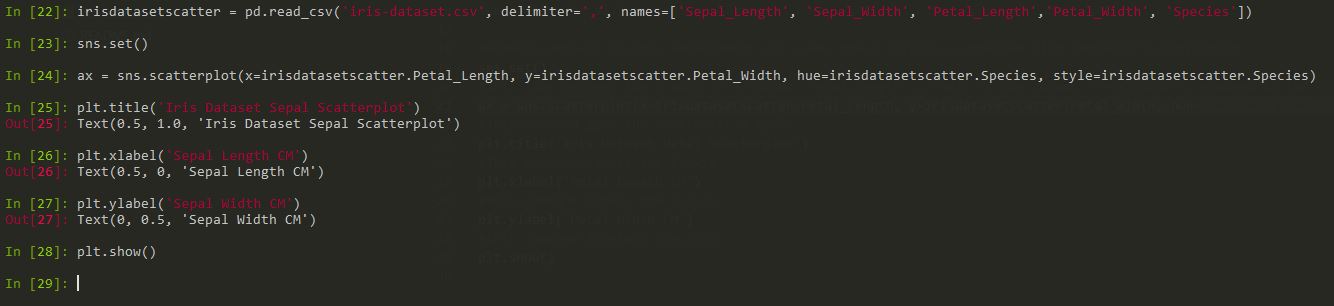 In [22]: irisdatasetscatter = pd.read_csv('iris-dataset.csv', delimiter=',', names=['Sepal_Length', 'Sepal_Width', 'Petal_Length','Petal_Width', 'Species'])
In [23]: sns.set()
In [24]: ax = sns.scatterplot(x=irisdatasetscatter.Petal_Length, y=irisdatasetscatter.Petal_Width, hue=irisdatasetscatter.Species, style=irisdatasetscatter.Species)
In [25]: plt.title('Iris Dataset Sepal Scatterplot')
Out[25]: Text(0.5, 1.0, 'Iris Dataset Sepal Scatterplot')
In [26]: plt.xlabel('Sepal Length CM')
Out[26]: Text(0.5, 0, 'Sepal Length CM')
In [27]: plt.ylabel('Sepal Width CM')
Out[27]: Text(0, 0.5, 'Sepal Width CM')
In [28]: plt.show()
In [29]: